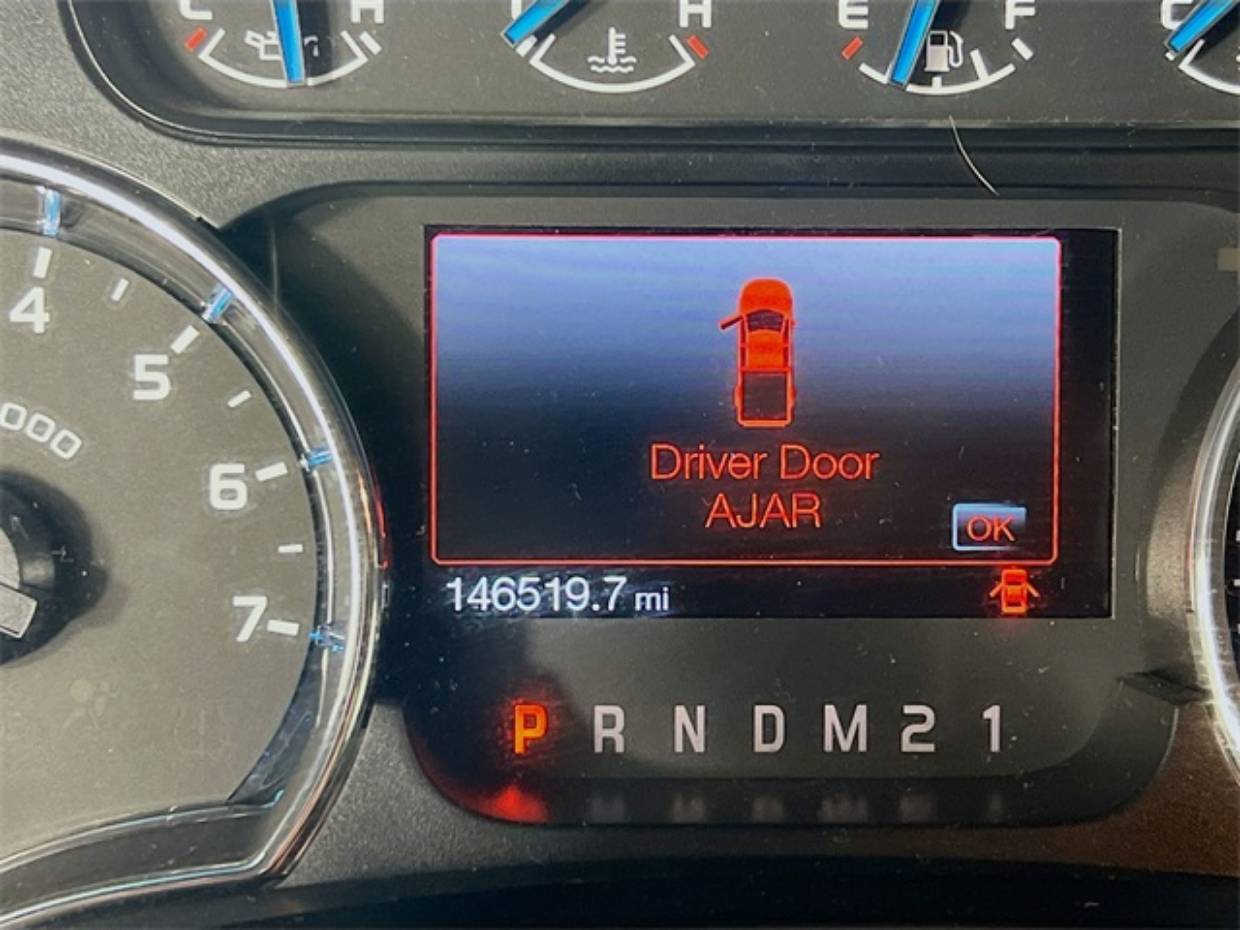 C H C H E F C
4
5
000
6
7
Driver Door
AJAR
OK
146519.7 mi
P R N D M 2 1